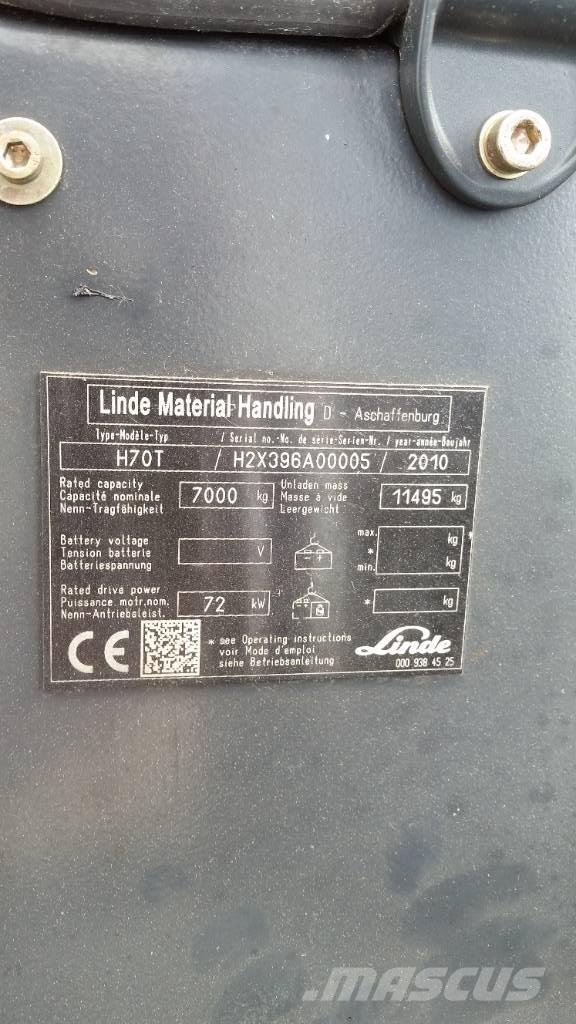 Linde Material Handling D - Aschaffenburg
Type-Modèle-Typ / Serial no.-No. de série-Serien-Nr. / year-année-Baujahr
H70T / H2X396A00005 / 2010
Rated capacity
Capacité nominale
Nenn-Tragfähigkeit
7000 kg
Unladen mass
Masse à vide
Leergewicht
11495 kg
Battery voltage
Tension batterie
Batteriespannung
V
- +
max.
*
min.
kg
kg
*
Rated drive power
Puissance motr.nom.
Nenn-Antriebsleist.
72 kW
* kg
CE
* see Operating instructions
voir Mode d'emploi
siehe Betriebsanleitung
Linde
000 938 45 25
MASCUS